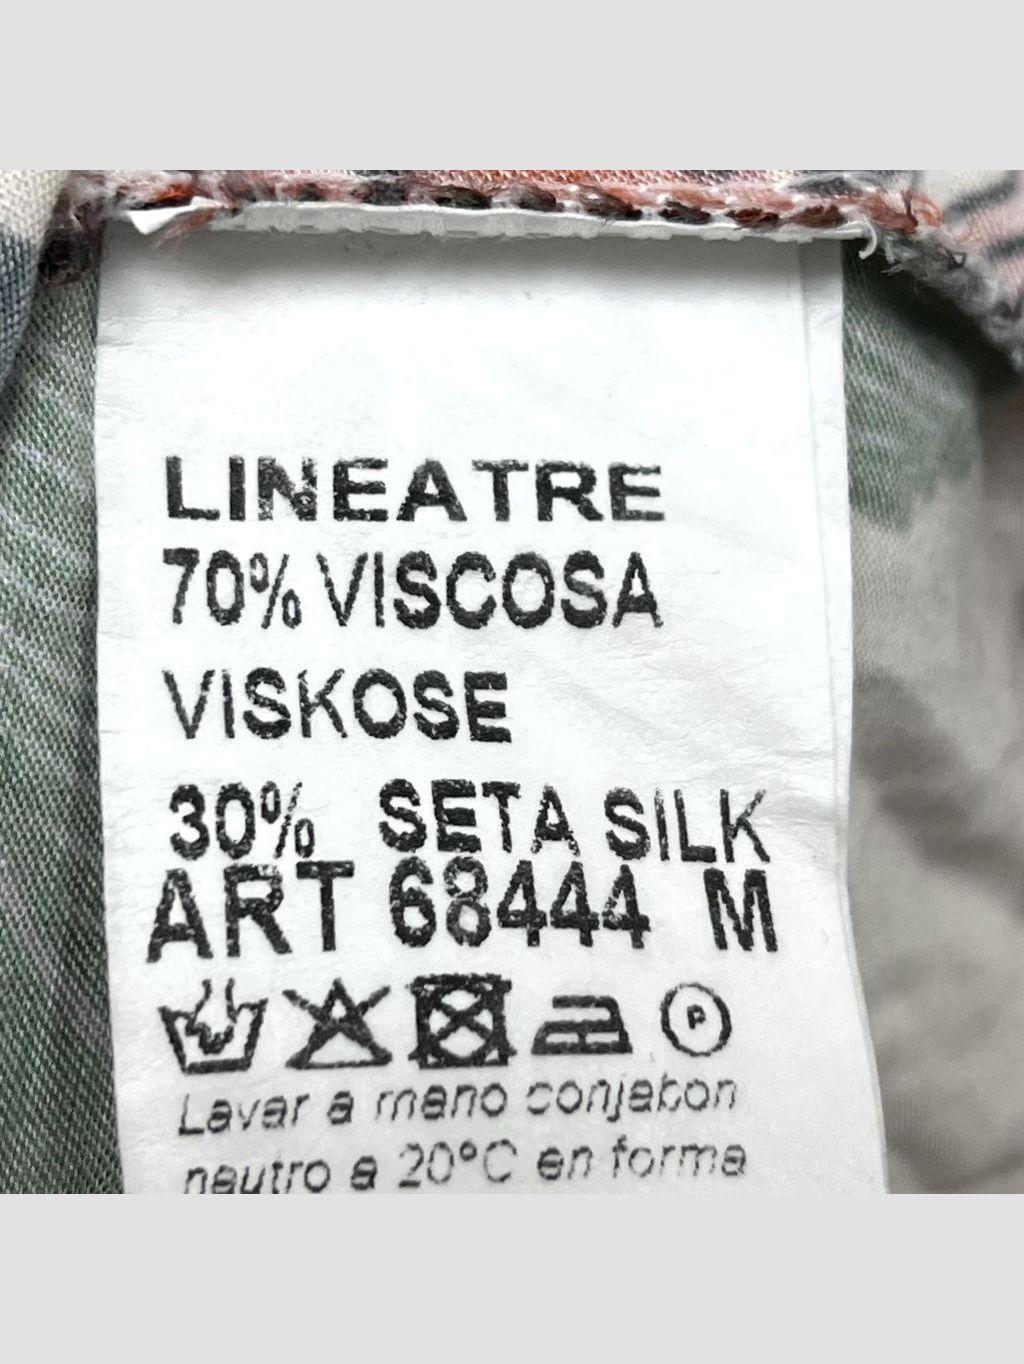 LINEATRE
70% VISCOSA
VISKOSE
30% SETA SILK
ART 68444 M
P
Lavar a mano conjabon
neutro a 20°C en forma